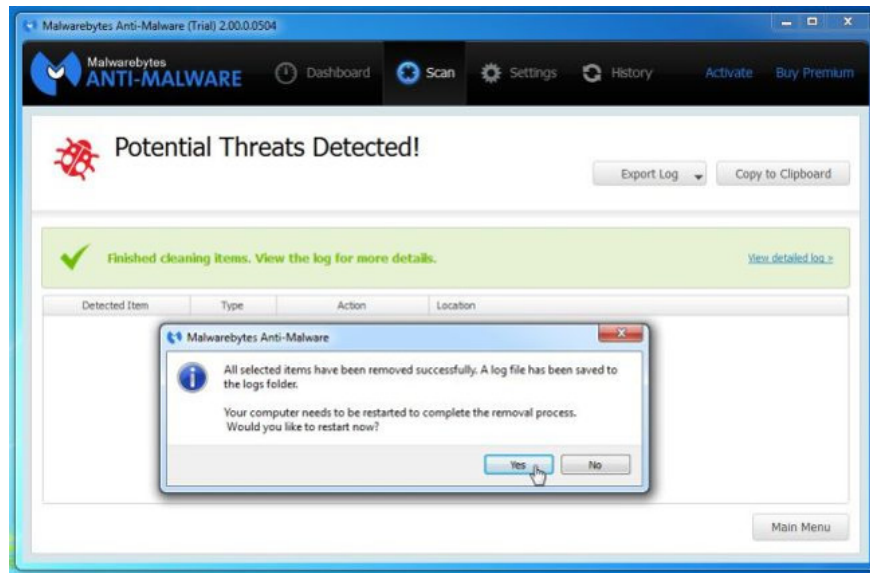 Malwarebytes Anti-Malware (Trial) 2.00.0.0504
Malwarebytes
ANTI-MALWARE
Dashboard
Scan
Settings
History
Activate
Buy Premium
Potential Threats Detected!
Export Log
Copy to Clipboard
Finished cleaning items. View the log for more details.
View detailed log »
Detected Item
Type
Action
Location
Malwarebytes Anti-Malware
All selected items have been removed successfully. A log file has been saved to
the logs folder.
Your computer needs to be restarted to complete the removal process.
Would you like to restart now?
Yes
No
Main Menu